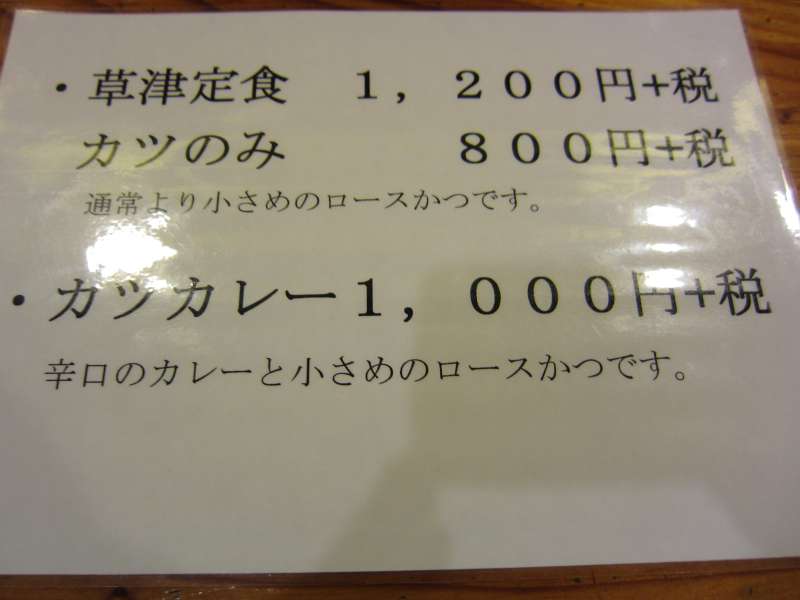 ・草津定食　１，２００円+税
カツのみ　８００円+税
通常より小さめのロースかつです。
・カツカレー１，０００円+税
辛口のカレーと小さめのロースかつです。